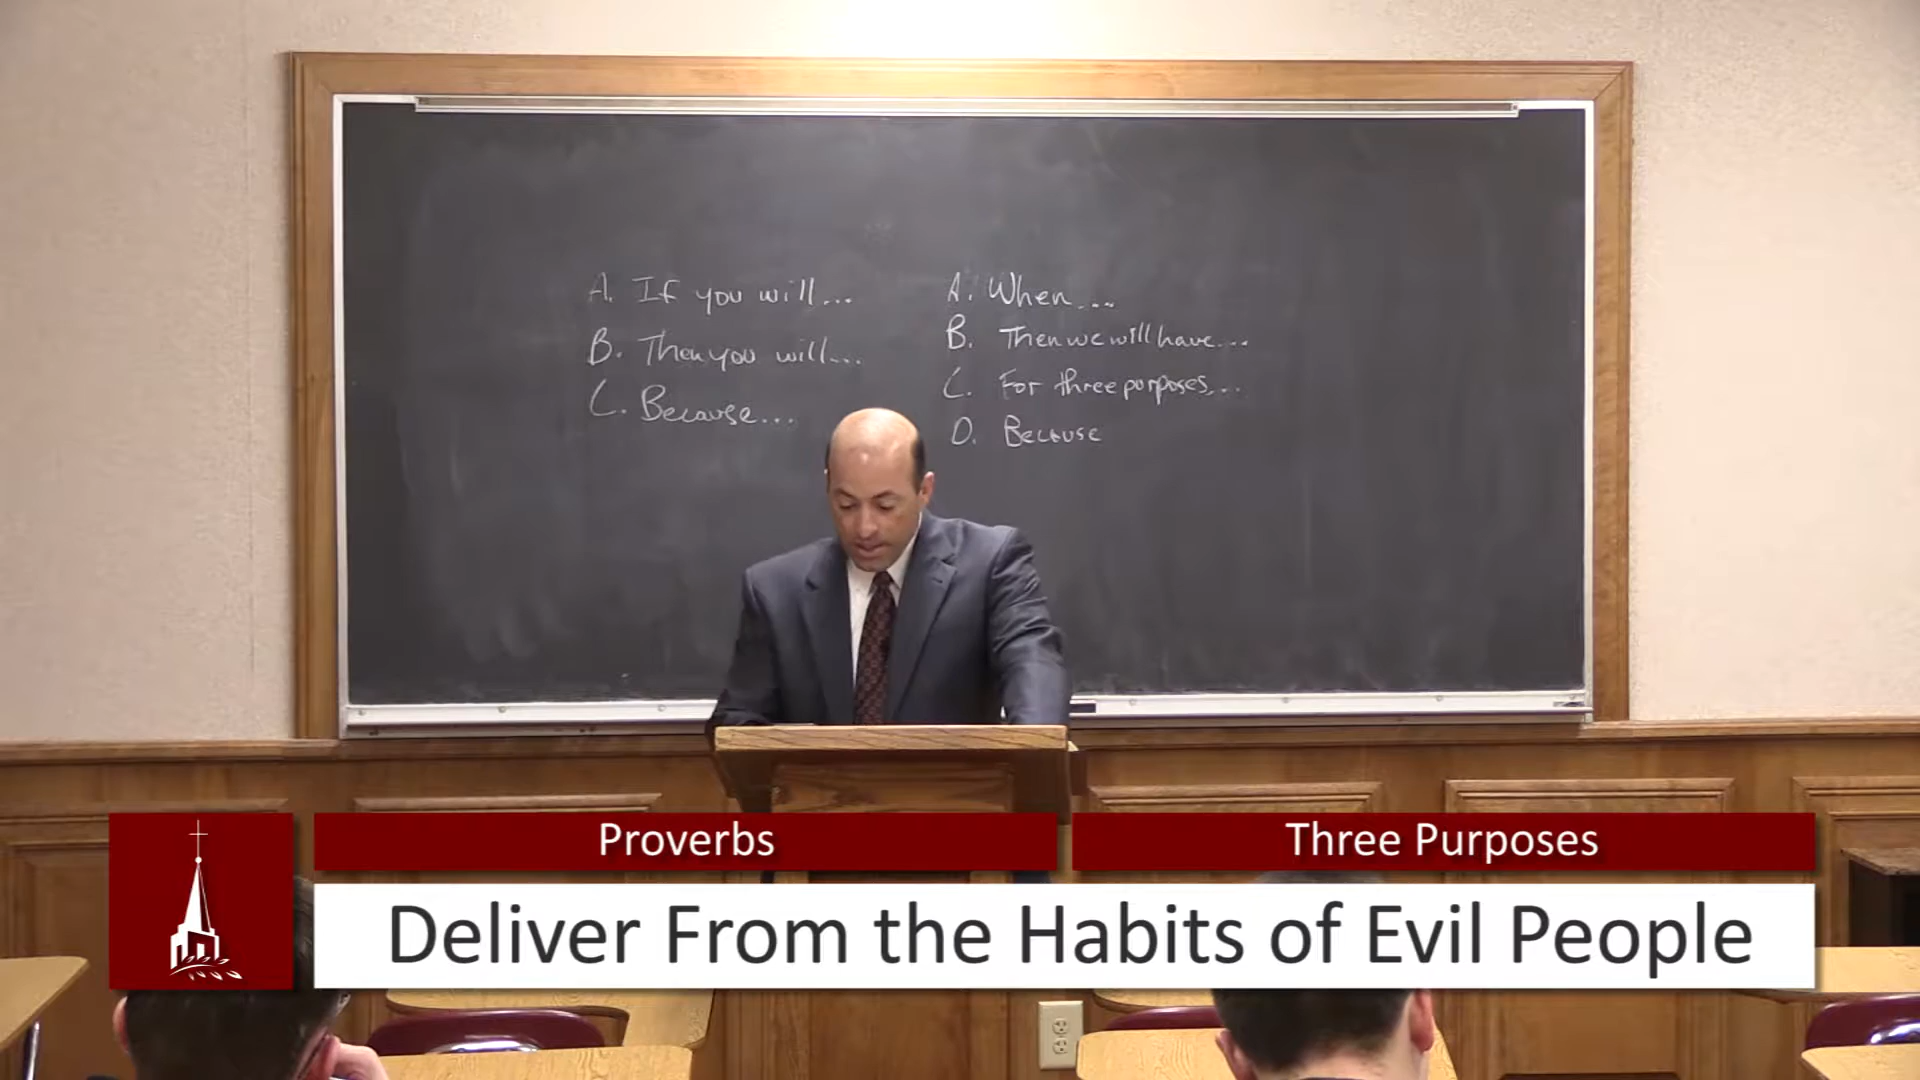 A. If you will...
B. Then you will...
C. Because...
A. When...
B. Then we will have...
C. For three purposes...
D. Because
Proverbs
Three Purposes
Deliver From the Habits of Evil People